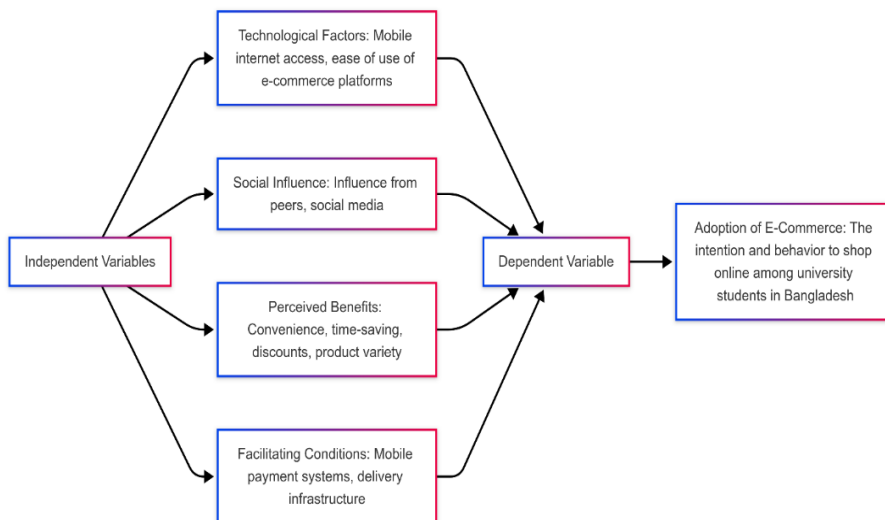 Technological Factors: Mobile
internet access, ease of use of
e-commerce platforms
Social Influence: Influence from
peers, social media
Independent Variables
Dependent Variable
Adoption of E-Commerce: The
intention and behavior to shop
online among university
students in Bangladesh
Perceived Benefits:
Convenience, time-saving,
discounts, product variety
Facilitating Conditions: Mobile
payment systems, delivery
infrastructure